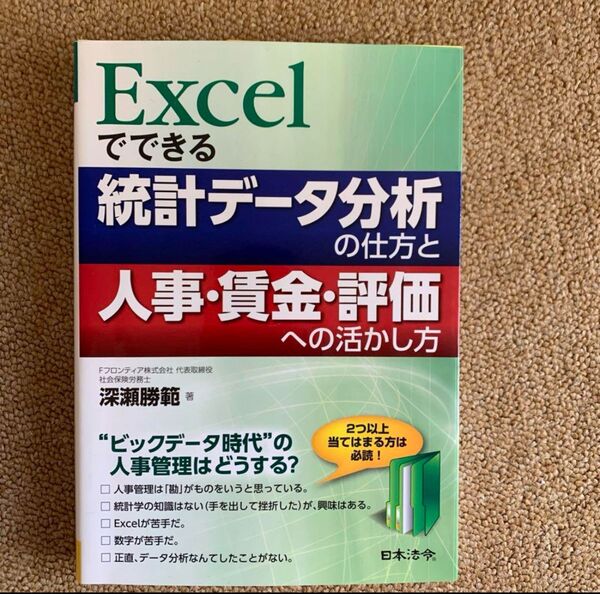 Excel
でできる
統計データ分析
の仕方と
人事・賃金・評価
への活かし方
Fフロンティア株式会社 代表取締役
社会保険労務士
深瀬勝範 著
“ビックデータ時代”の
人事管理はどうする?
2つ以上
当てはまる方は
必読!
□ 人事管理は「勘」がものをいうと思っている。
□ 統計学の知識はない(手を出して挫折した)が、興味はある。
□ Excelが苦手だ。
□ 数字が苦手だ。
□ 正直、データ分析なんてしたことがない。
日本法令®